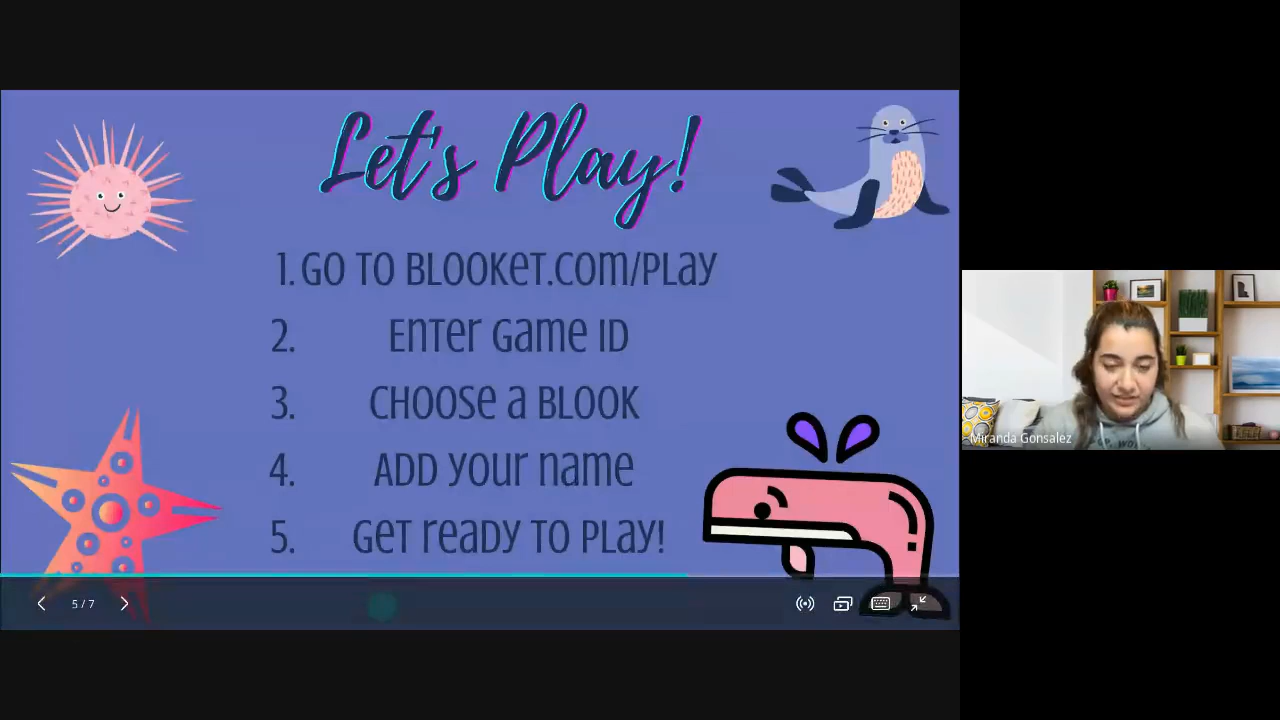 Let's Play!
1. GO TO BLOOKET.COM/PLAY
2. ENTER GAME ID
3. CHOOSE A BLOOK
4. ADD YOUR NAME
5. GET READY TO PLAY!
5 / 7
Miranda Gonsalez